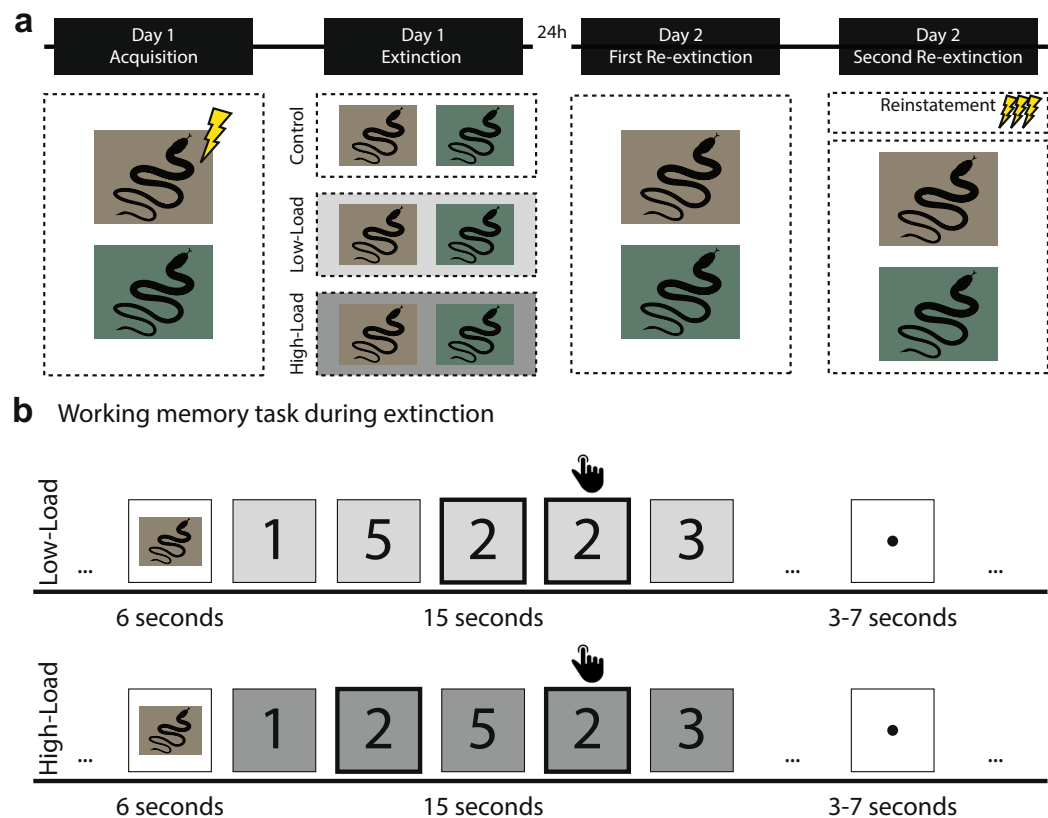 a
Day 1
Acquisition
Day 1
Extinction
24h
Day 2
First Re-extinction
Day 2
Second Re-extinction
Control
Low-Load
High-Load
Reinstatement
b Working memory task during extinction
Low-Load
... 1 5 2 2 3 ... ...
6 seconds 15 seconds 3-7 seconds
High-Load
... 1 2 5 2 3 ... ...
6 seconds 15 seconds 3-7 seconds